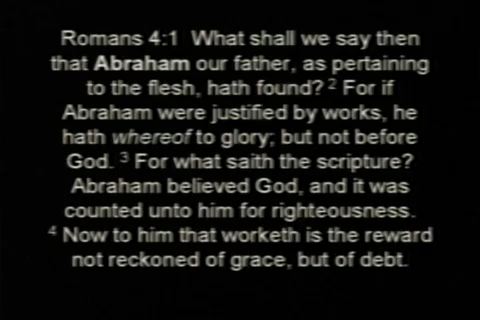 Romans 4:1 What shall we say then
that Abraham our father, as pertaining
to the flesh, hath found? ² For if
Abraham were justified by works, he
hath whereof to glory; but not before
God. ³ For what saith the scripture?
Abraham believed God, and it was
counted unto him for righteousness.
⁴ Now to him that worketh is the reward
not reckoned of grace, but of debt.